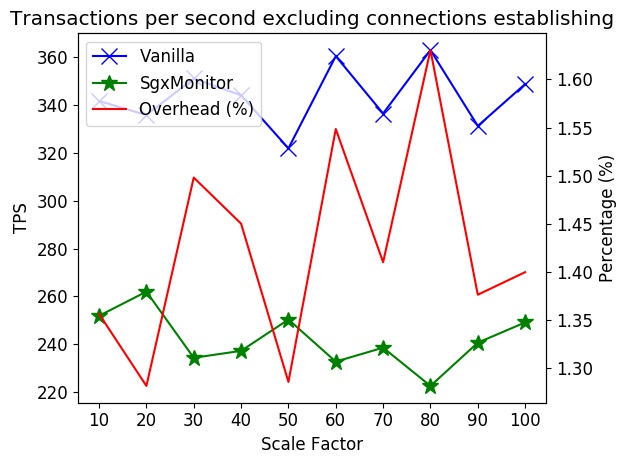 Transactions per second excluding connections establishing
Vanilla
SgxMonitor
Overhead (%)
TPS
360
340
320
300
280
260
240
220
1.60
1.55
1.50
1.45
1.40
1.35
1.30
Percentage (%)
10 20 30 40 50 60 70 80 90 100
Scale Factor